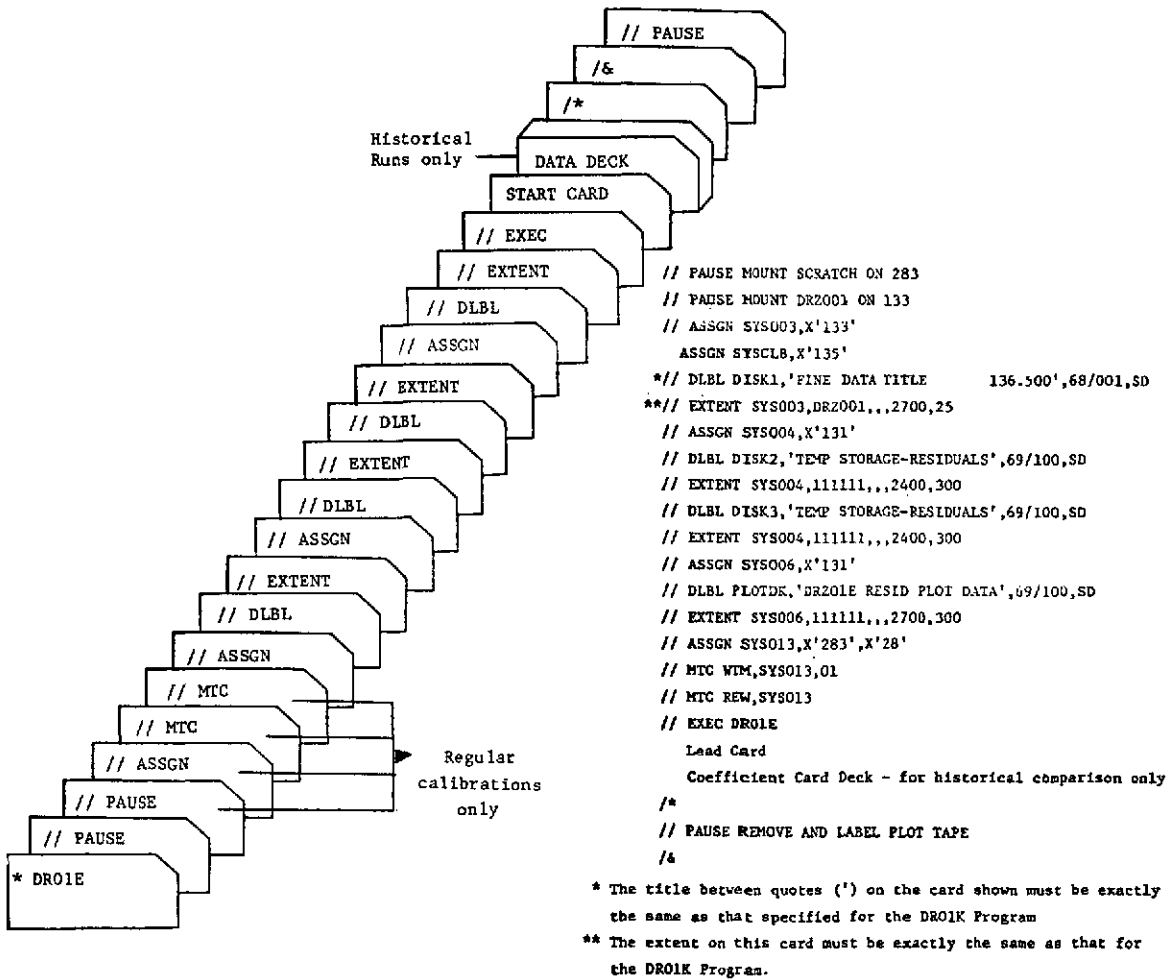 // PAUSE
/&
/*
Historical
Runs only
DATA DECK
START CARD
// EXEC
// EXTENT
// DLBL
// ASSGN
// EXTENT
// DLBL
// EXTENT
// DLBL
// ASSGN
// EXTENT
// DLBL
// ASSGN
// MTC
// MTC
// ASSGN
// PAUSE
// PAUSE
* DRO1E
Regular
calibrations
only
// PAUSE MOUNT SCRATCH ON 283
// PAUSE MOUNT DRZ001 ON 133
// ASSGN SYS003,X'133'
ASSGN SYSCLB,X'135'
*// DLBL DISK1,'FINE DATA TITLE 136.500',68/001,SD
**// EXTENT SYS003,DRZ001,,,2700,25
// ASSGN SYS004,X'131'
// DLBL DISK2,'TEMP STORAGE-RESIDUALS',69/100,SD
// EXTENT SYS004,111111,,,2400,300
// DLBL DISK3,'TEMP STORAGE-RESIDUALS',69/100,SD
// EXTENT SYS004,111111,,,2400,300
// ASSGN SYS006,X'131'
// DLBL PLOTDK,'DRZ01E RESID PLOT DATA',69/100,SD
// EXTENT SYS006,111111,,,2700,300
// ASSGN SYS013,X'283',X'28'
// MTC WTM,SYS013,01
// MTC REW,SYS013
// EXEC DRO1E
Lead Card
Coefficient Card Deck - for historical comparison only
/*
// PAUSE REMOVE AND LABEL PLOT TAPE
/&
* The title between quotes (') on the card shown must be exactly
the same as that specified for the DRO1K Program
** The extent on this card must be exactly the same as that for
the DRO1K Program.